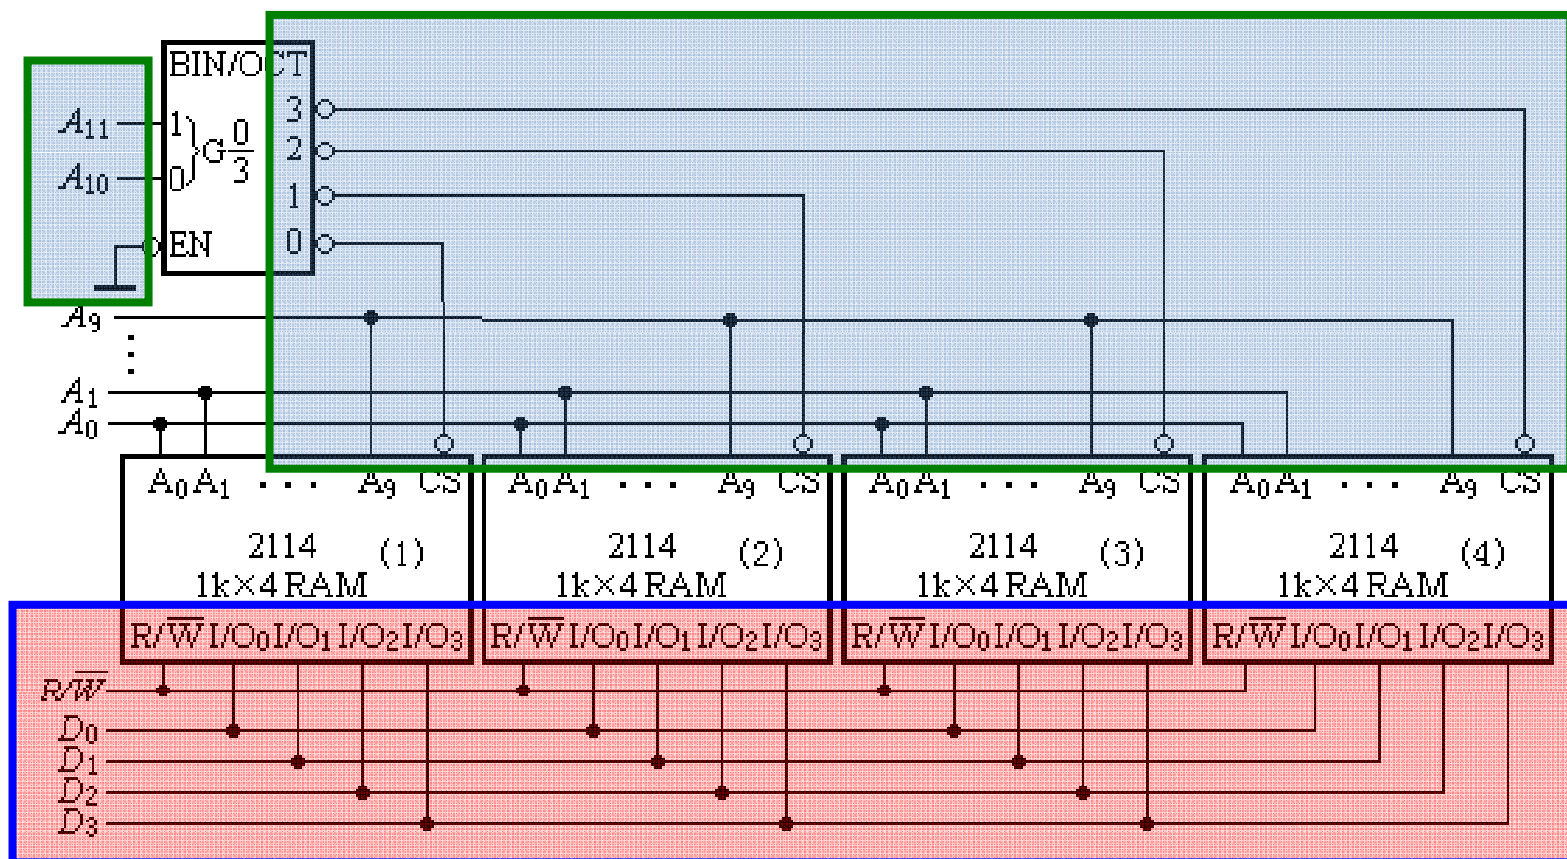 BIN/OCT
3
A₁₁ 1 } G 0/3 2
A₁₀ 0 1
EN 0
A₉
⋮
A₁
A₀
A₀ A₁ ··· A₉ CS A₀ A₁ ··· A₉ CS A₀ A₁ ··· A₉ CS A₀ A₁ ··· A₉ CS
2114 (1) 2114 (2) 2114 (3) 2114 (4)
1k×4 RAM 1k×4 RAM 1k×4 RAM 1k×4 RAM
R/W̅ I/O₀ I/O₁ I/O₂ I/O₃ R/W̅ I/O₀ I/O₁ I/O₂ I/O₃ R/W̅ I/O₀ I/O₁ I/O₂ I/O₃ R/W̅ I/O₀ I/O₁ I/O₂ I/O₃
R/W̅
D₀
D₁
D₂
D₃